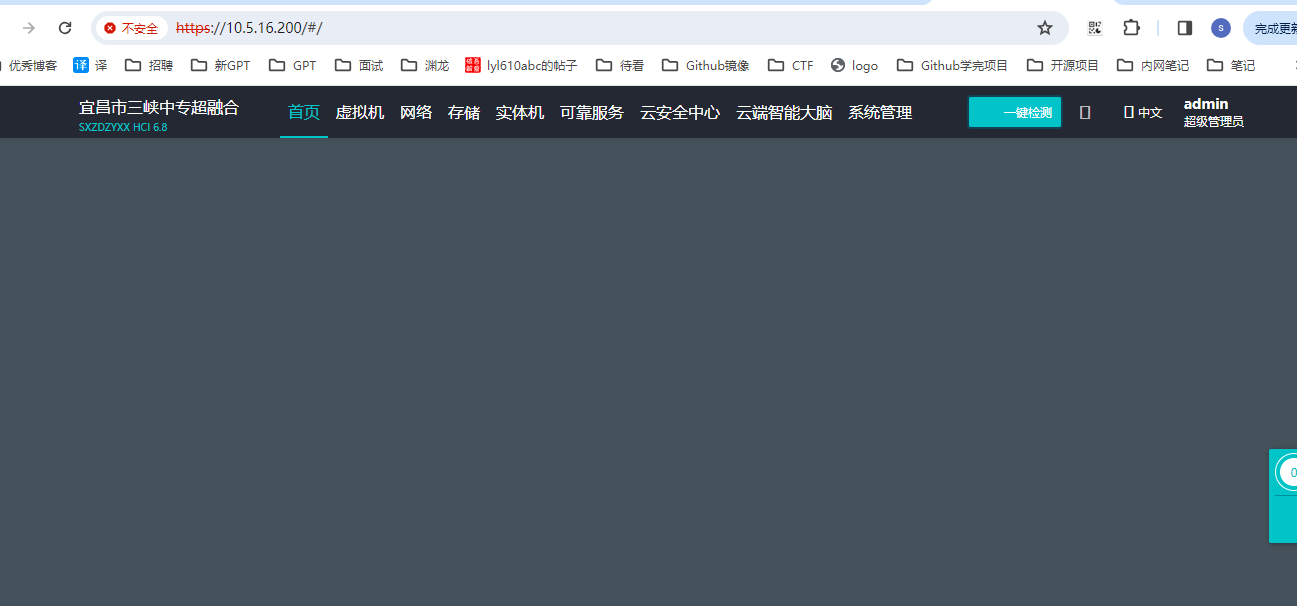 不安全 https://10.5.16.200/#/ S 完成更新
优秀博客 译 译 招聘 新GPT GPT 面试 渊龙 lyl610abc的帖子 待看 Github镜像 CTF logo Github学完项目 开源项目 内网笔记 笔记
宜昌市三峡中专超融合
SXZDZYXX HCI 6.8
首页 虚拟机 网络 存储 实体机 可靠服务 云安全中心 云端智能大脑 系统管理 一键检测 中文
admin
超级管理员
0